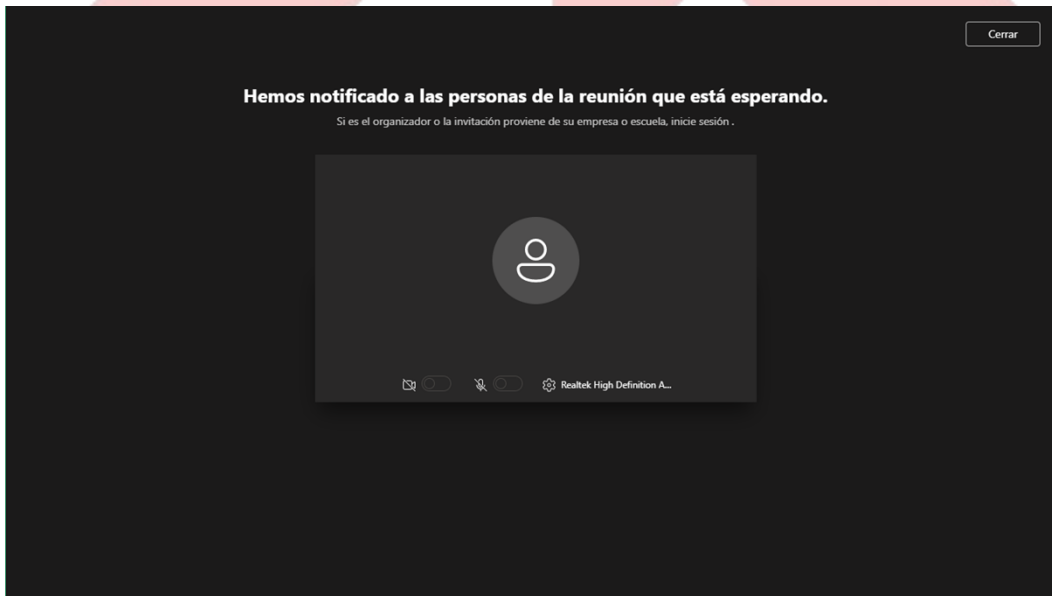 Cerrar
Hemos notificado a las personas de la reunión que está esperando.
Si es el organizador o la invitación proviene de su empresa o escuela, inicie sesión .
Realtek High Definition A...